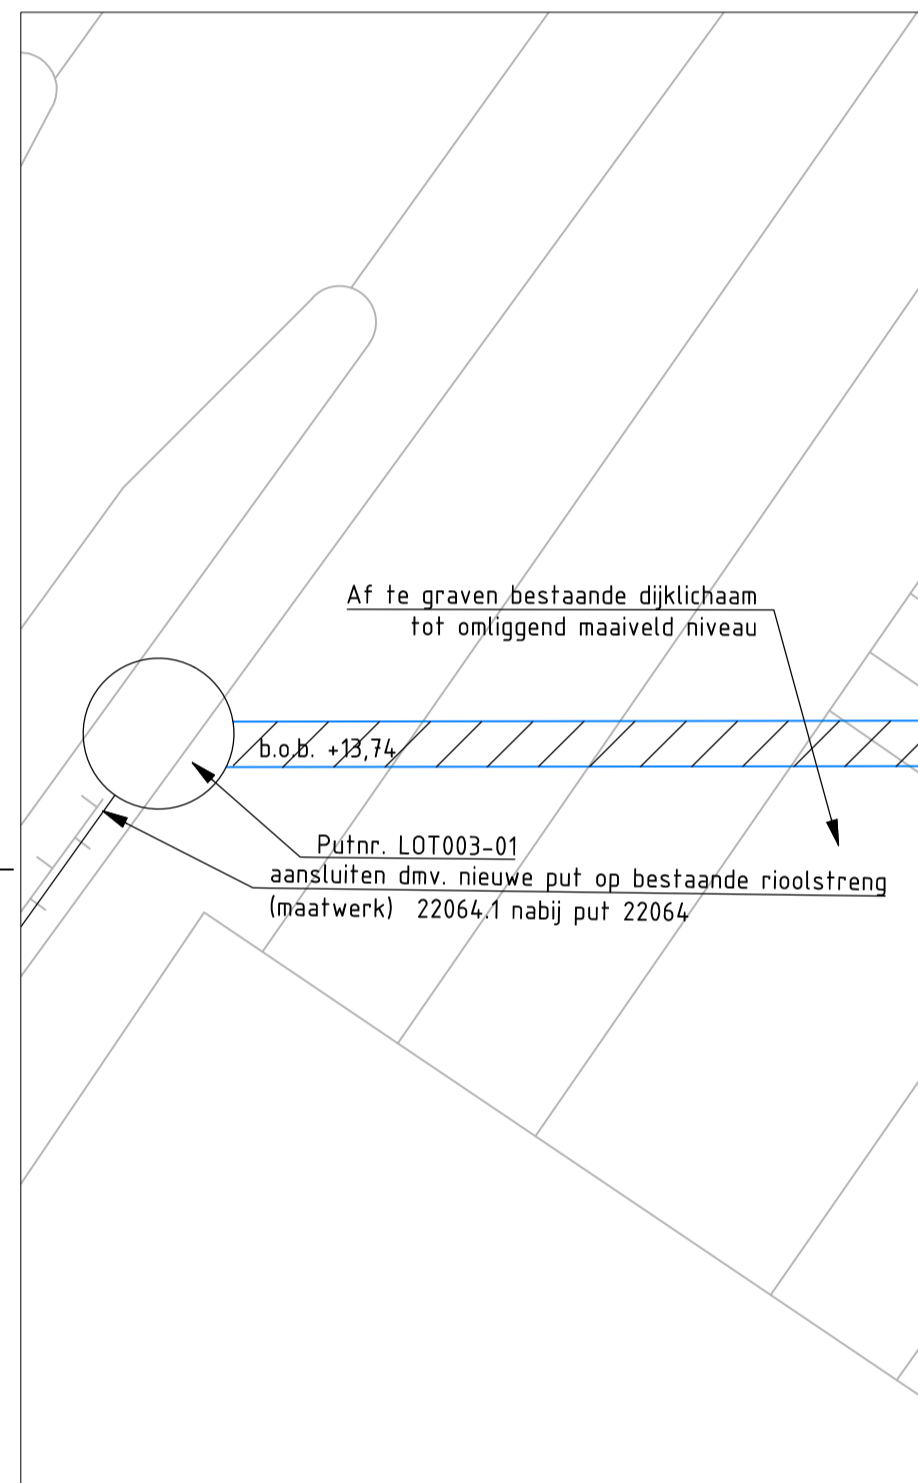 Af te graven bestaande dijklichaam
tot omliggend maaiveld niveau
b.o.b. +13,74
Putnr. LOT003-01
aansluiten dmv. nieuwe put op bestaande rioolstreng
(maatwerk) 22064.1 nabij put 22064